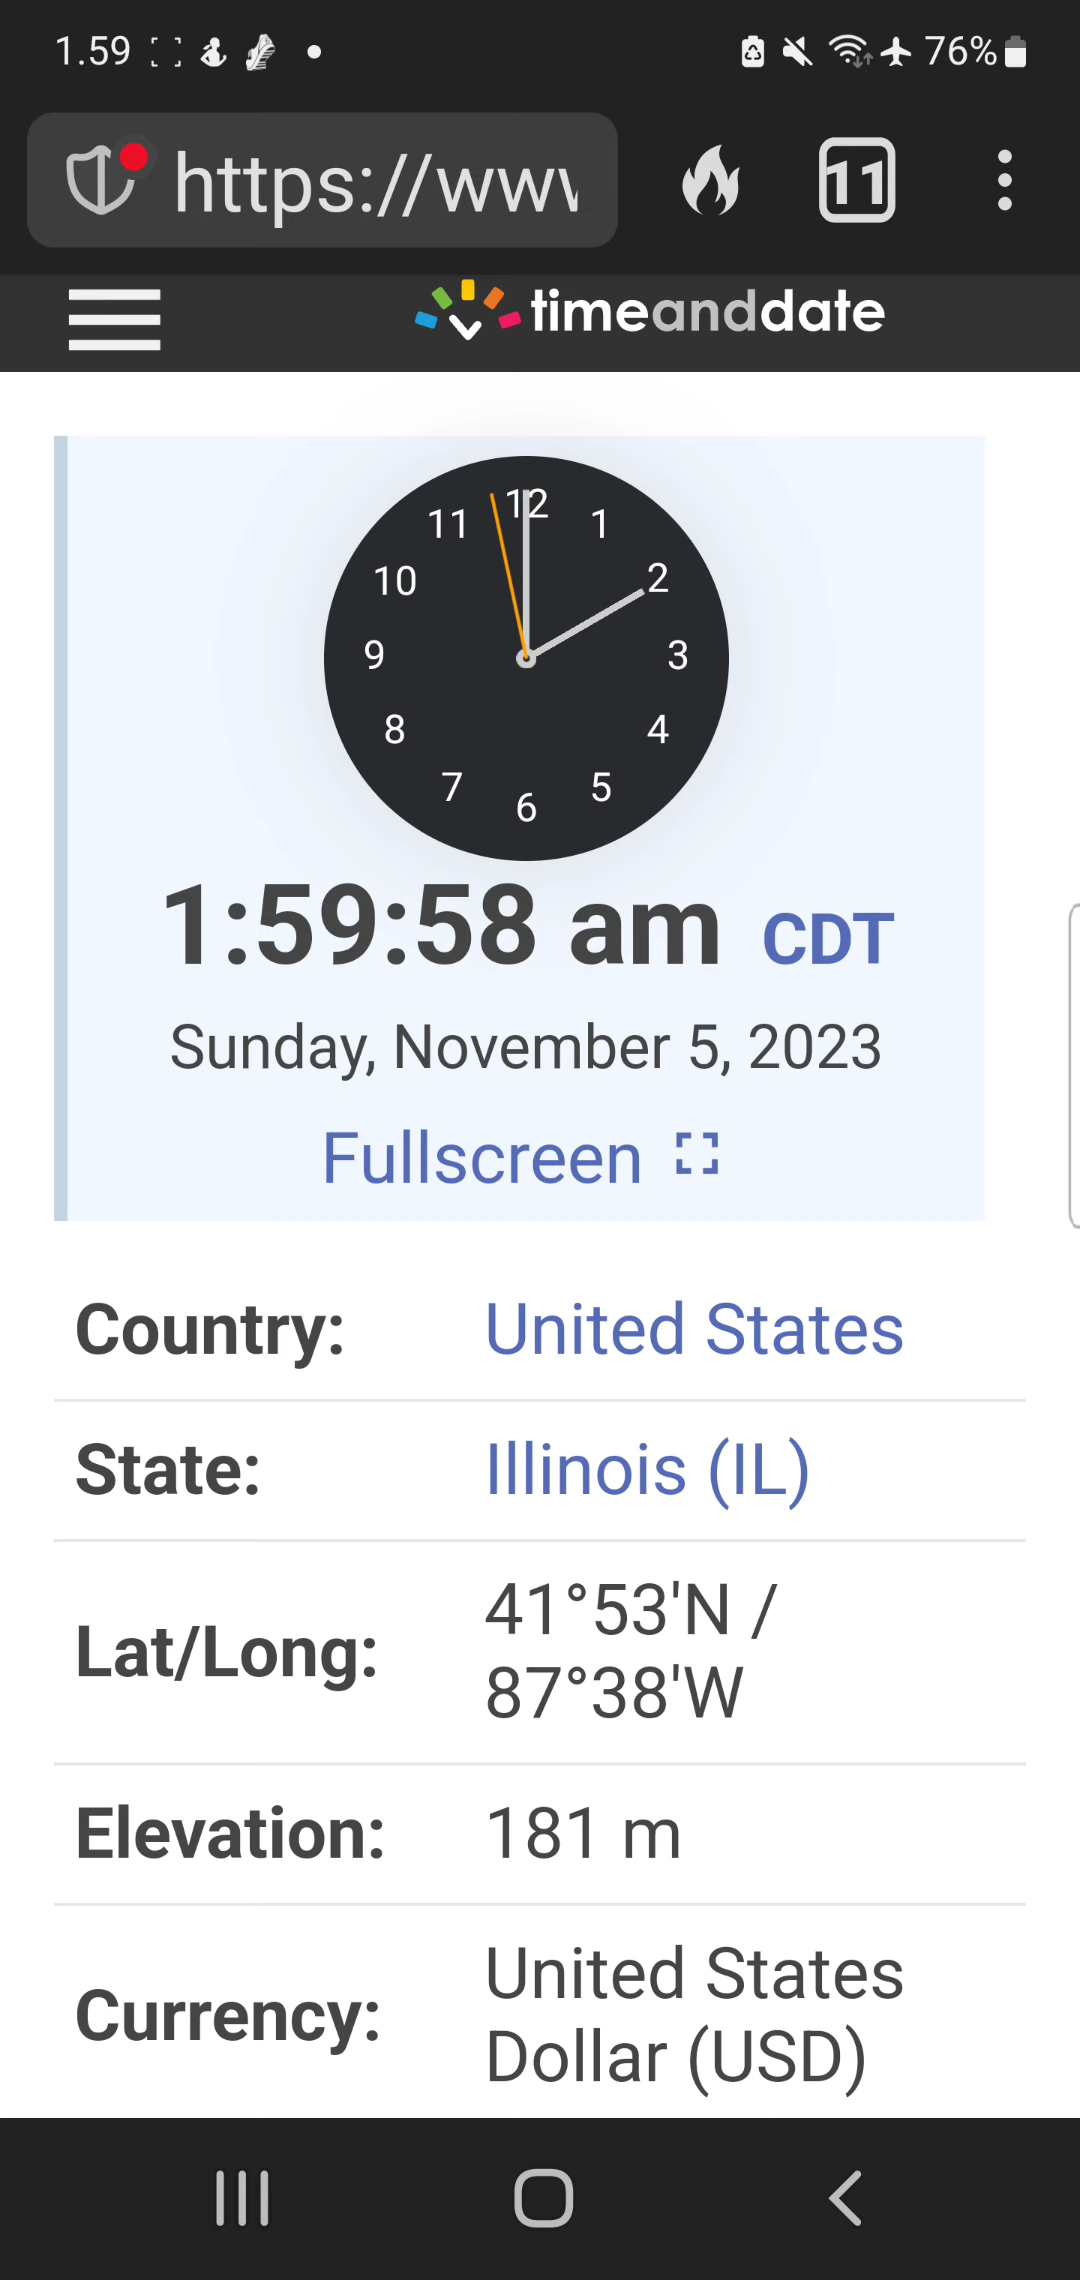 1.59 76%
https://ww
11
timeanddate
12
11 1
10 2
9 3
8 4
7 5
6
1:59:58 am CDT
Sunday, November 5, 2023
Fullscreen
Country: United States
State: Illinois (IL)
Lat/Long: 41°53'N /
87°38'W
Elevation: 181 m
Currency: United States
Dollar (USD)